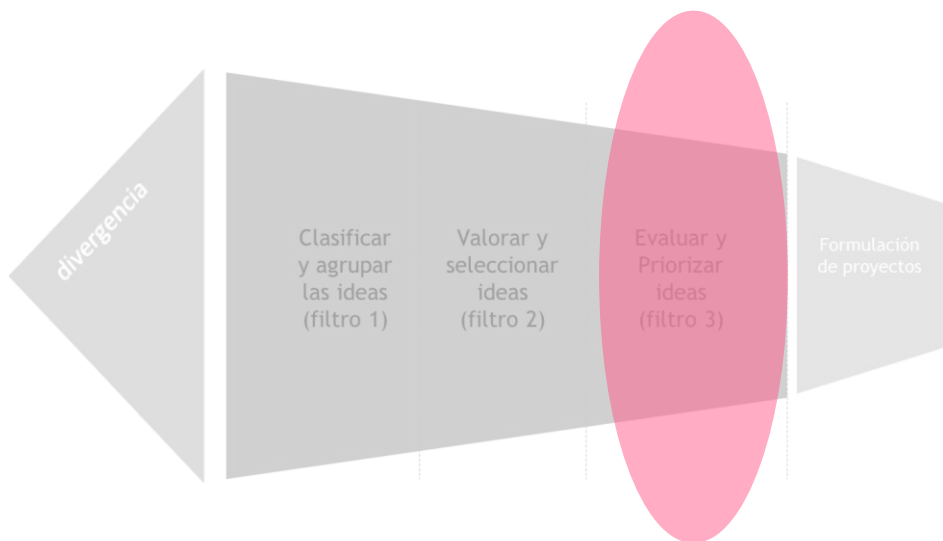 divergencia
Clasificar
y agrupar
las ideas
(filtro 1)
Valorar y
seleccionar
ideas
(filtro 2)
Evaluar y
Priorizar
ideas
(filtro 3)
Formulación
de proyectos